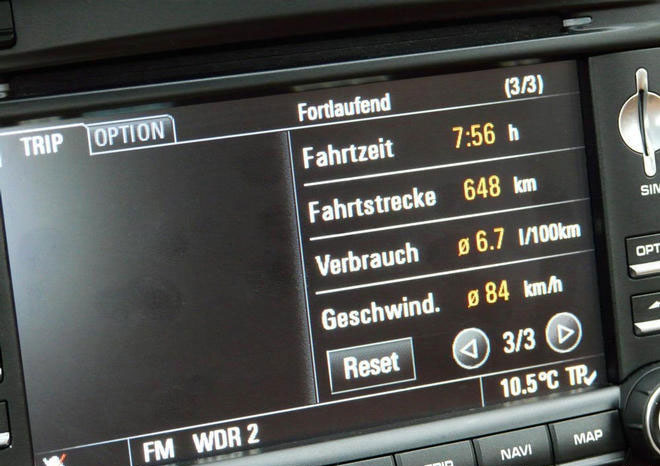 Fortlaufend (3/3)
TRIP OPTION
Fahrtzeit 7:56 h
Fahrtstrecke 648 km
Verbrauch ø 6.7 l/100km
Geschwind. ø 84 km/h
Reset 3/3
10.5°C TP
FM WDR 2
TRIP NAVI MAP